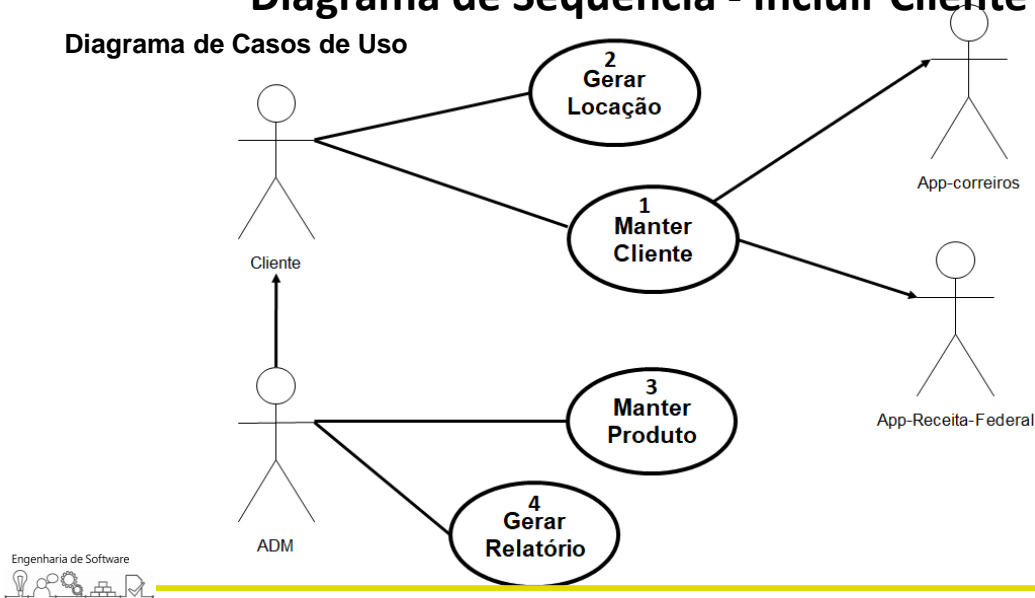 Diagrama de Sequência - Incluir Cliente
Diagrama de Casos de Uso
2
Gerar
Locação
App-correiros
1
Manter
Cliente
Cliente
App-Receita-Federal
3
Manter
Produto
4
Gerar
Relatório
ADM
Engenharia de Software